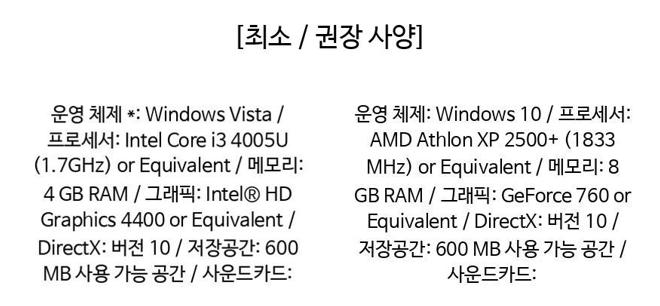 [최소 / 권장 사양]
운영 체제 *: Windows Vista /
프로세서: Intel Core i3 4005U
(1.7GHz) or Equivalent / 메모리:
4 GB RAM / 그래픽: Intel® HD
Graphics 4400 or Equivalent /
DirectX: 버전 10 / 저장공간: 600
MB 사용 가능 공간 / 사운드카드:
운영 체제: Windows 10 / 프로세서:
AMD Athlon XP 2500+ (1833
MHz) or Equivalent / 메모리: 8
GB RAM / 그래픽: GeForce 760 or
Equivalent / DirectX: 버전 10 /
저장공간: 600 MB 사용 가능 공간 /
사운드카드: